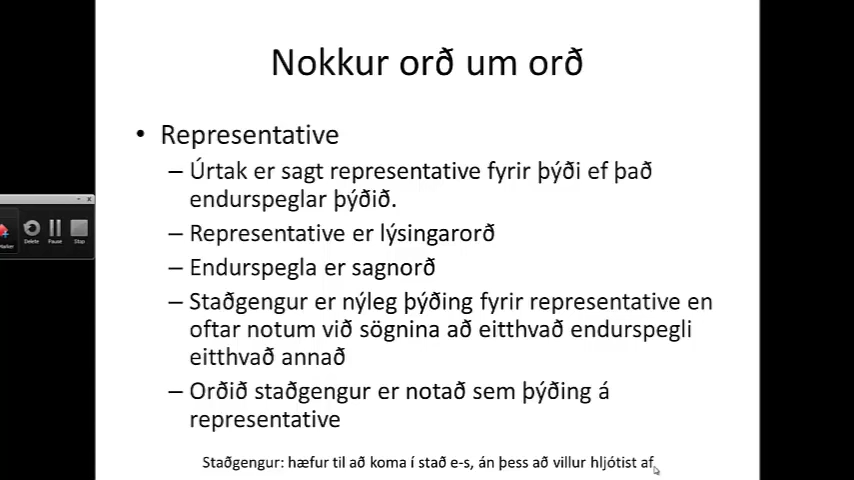 Nokkur orð um orð
• Representative
– Úrtak er sagt representative fyrir þýði ef það
endurspeglar þýðið.
– Representative er lýsingarorð
– Endurspegla er sagnorð
– Staðgengur er nýleg þýðing fyrir representative en
oftar notum við sögnina að eitthvað endurspegli
eitthvað annað
– Orðið staðgengur er notað sem þýðing á
representative
Staðgengur: hæfur til að koma í stað e-s, án þess að villur hljótist af
Delete Pause Stop